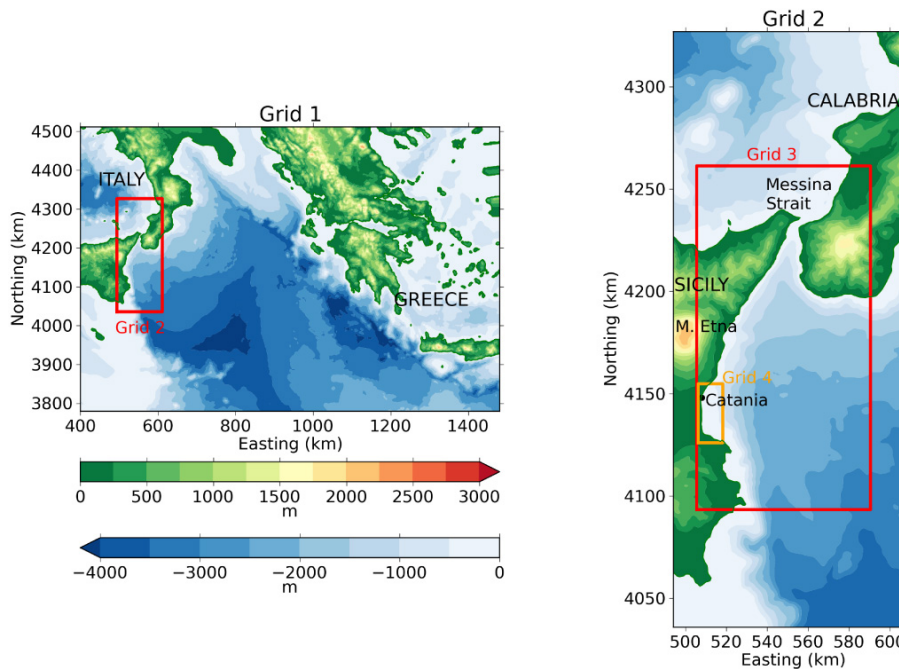 Grid 1
4500
4400
4300
4200
4100
4000
3900
3800
Northing (km)
ITALY
GREECE
Grid 2
400
600
800
1000
1200
1400
Easting (km)
0
500
1000
1500
2000
2500
3000
m
−4000
−3000
−2000
−1000
0
m
Grid 2
4300
4250
4200
4150
4100
4050
Northing (km)
CALABRIA
Grid 3
Messina
Strait
SICILY
M. Etna
Grid 4
Catania
500
520
540
560
580
600
Easting (km)